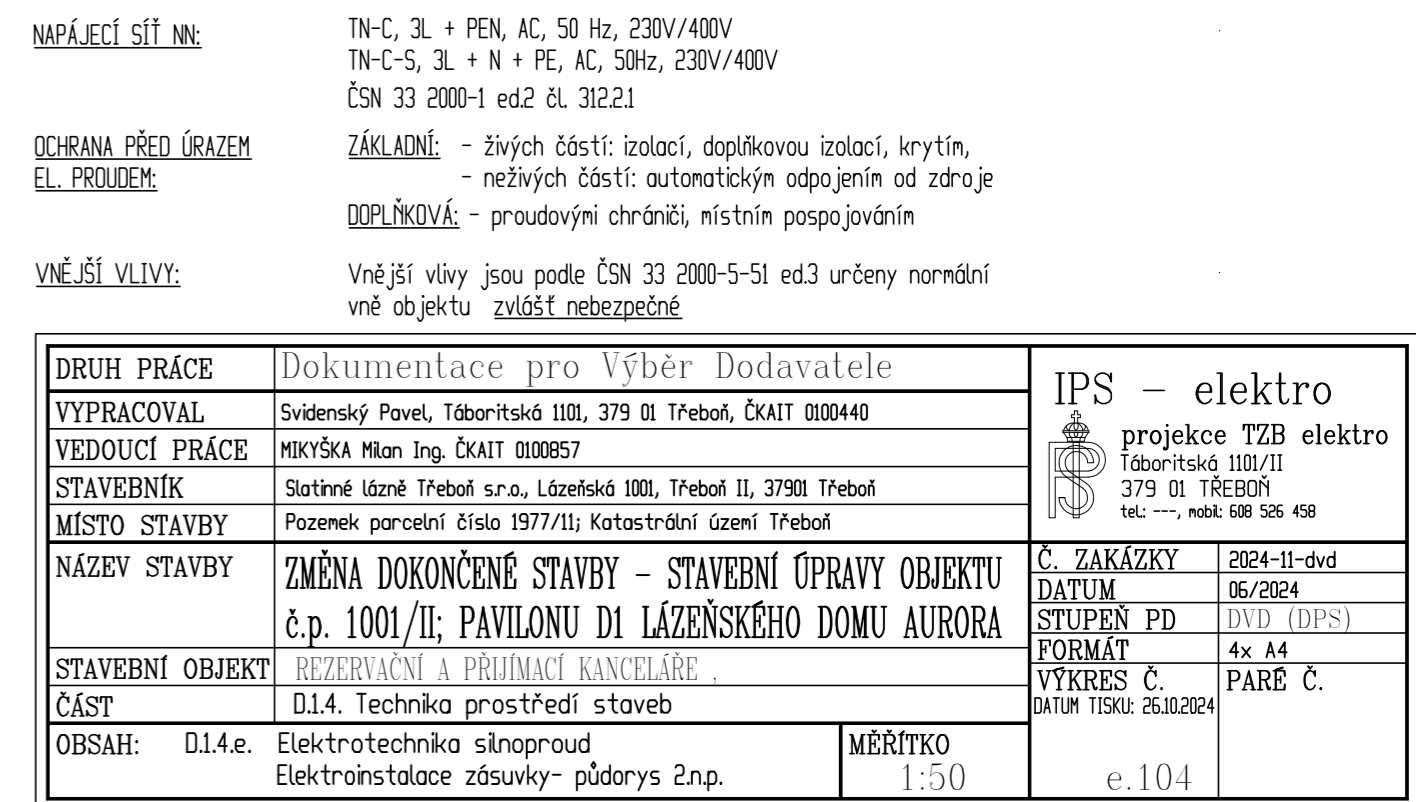 NAPÁJECÍ SÍŤ NN:
TN-C, 3L + PEN, AC, 50 Hz, 230V/400V
TN-C-S, 3L + N + PE, AC, 50Hz, 230V/400V
ČSN 33 2000-1 ed.2 čl. 312.2.1
OCHRANA PŘED ÚRAZEM
EL. PROUDEM:
ZÁKLADNÍ: - živých částí: izolací, doplňkovou izolací, krytím,
- neživých částí: automatickým odpojením od zdroje
DOPLŇKOVÁ: - proudovými chrániči, místním pospojováním
VNĚJŠÍ VLIVY:
Vnější vlivy jsou podle ČSN 33 2000-5-51 ed.3 určeny normální
vně objektu zvlášť nebezpečné
DRUH PRÁCE Dokumentace pro Výběr Dodavatele
VYPRACOVAL Svidenský Pavel, Táboritská 1101, 379 01 Třeboň, ČKAIT 0100440
VEDOUCÍ PRÁCE MIKYŠKA Milan Ing. ČKAIT 0100857
STAVEBNÍK Slatinné lázně Třeboň s.r.o., Lázeňská 1001, Třeboň II, 37901 Třeboň
MÍSTO STAVBY Pozemek parcelní číslo 1977/11; Katastrální území Třeboň
IPS – elektro
projekce TZB elektro
Táboritská 1101/II
379 01 TŘEBOŇ
tel.: ---, mobil: 608 526 458
NÁZEV STAVBY ZMĚNA DOKONČENÉ STAVBY – STAVEBNÍ ÚPRAVY OBJEKTU
č.p. 1001/II; PAVILONU D1 LÁZEŇSKÉHO DOMU AURORA
STAVEBNÍ OBJEKT REZERVAČNÍ A PŘIJÍMACÍ KANCELÁŘE ,
ČÁST D.1.4. Technika prostředí staveb
OBSAH: D.1.4.e. Elektrotechnika silnoproud
Elektroinstalace zásuvky- půdorys 2.n.p.
MĚŘÍTKO
1:50
Č. ZAKÁZKY 2024-11-dvd
DATUM 06/2024
STUPEŇ PD DVD (DPS)
FORMÁT 4x A4
VÝKRES Č. PARÉ Č.
DATUM TISKU: 26.10.2024
e.104